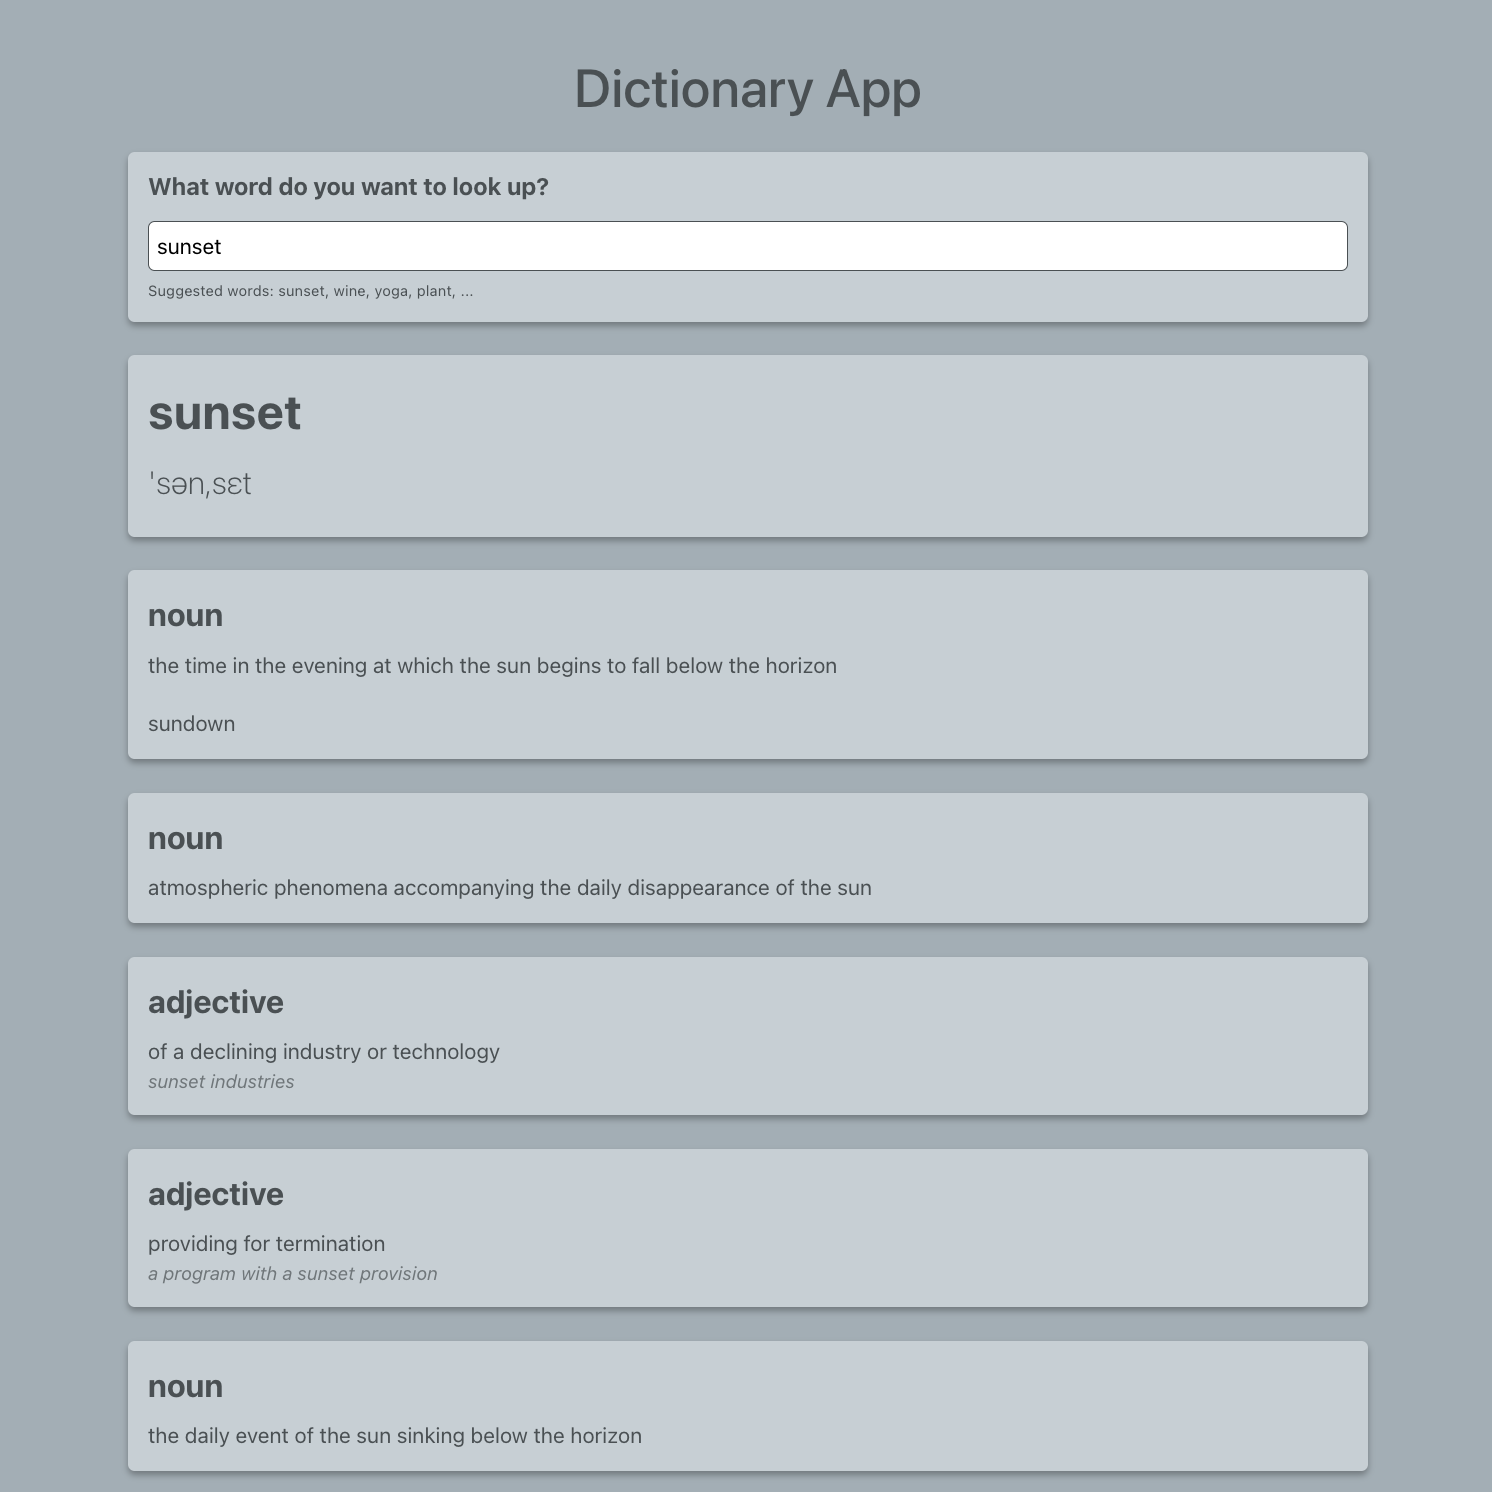 Dictionary App
What word do you want to look up?
sunset
Suggested words: sunset, wine, yoga, plant, ...
sunset
ˈsən,sɛt
noun
the time in the evening at which the sun begins to fall below the horizon
sundown
noun
atmospheric phenomena accompanying the daily disappearance of the sun
adjective
of a declining industry or technology
sunset industries
adjective
providing for termination
a program with a sunset provision
noun
the daily event of the sun sinking below the horizon